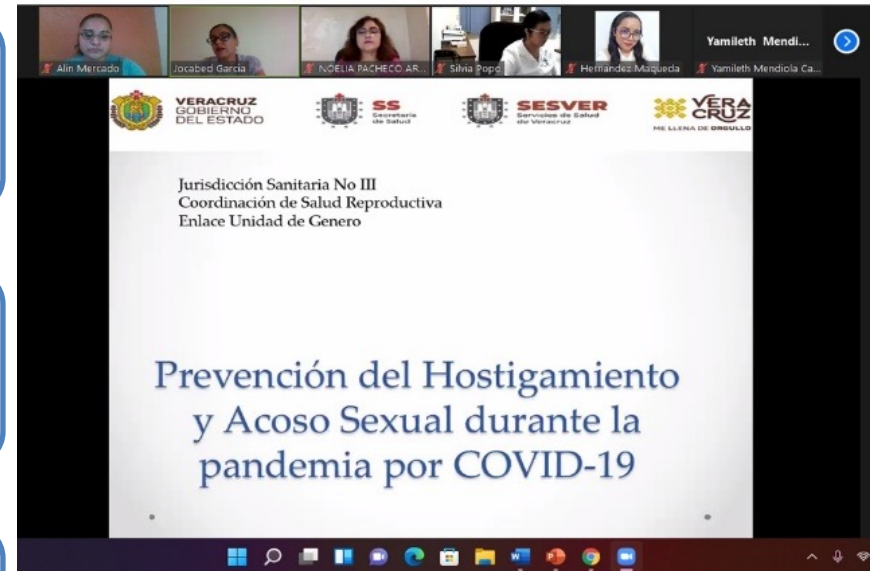 Alin Mercado
Jocabed Garcia
NOELIA PACHECO AR...
Silvia Popo
Hernandez Maqueda
Yamileth Mendi...
Yamileth Mendiola Ca...
VERACRUZ
GOBIERNO
DEL ESTADO
SS
Secretaría
de Salud
SESVER
Servicios de Salud
de Veracruz
VERA
CRUZ
ME LLENA DE ORGULLO
Jurisdicción Sanitaria No III
Coordinación de Salud Reproductiva
Enlace Unidad de Genero
Prevención del Hostigamiento
y Acoso Sexual durante la
pandemia por COVID-19